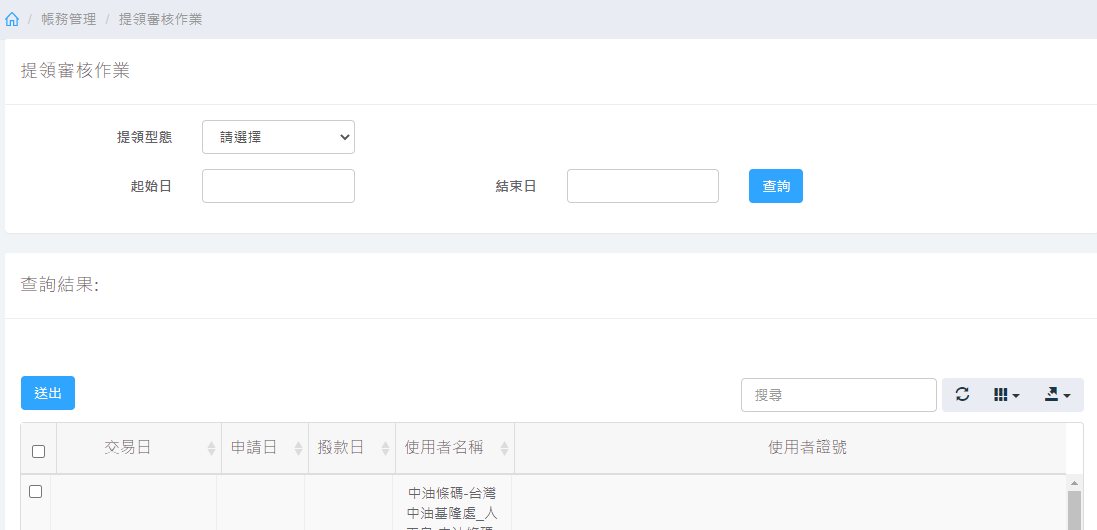 / 帳務管理 / 提領審核作業
提領審核作業
提領型態 請選擇
起始日 結束日 查詢
查詢結果:
送出 搜尋
交易日 申請日 撥款日 使用者名稱 使用者證號
中油條碼-台灣
中油基隆處_人